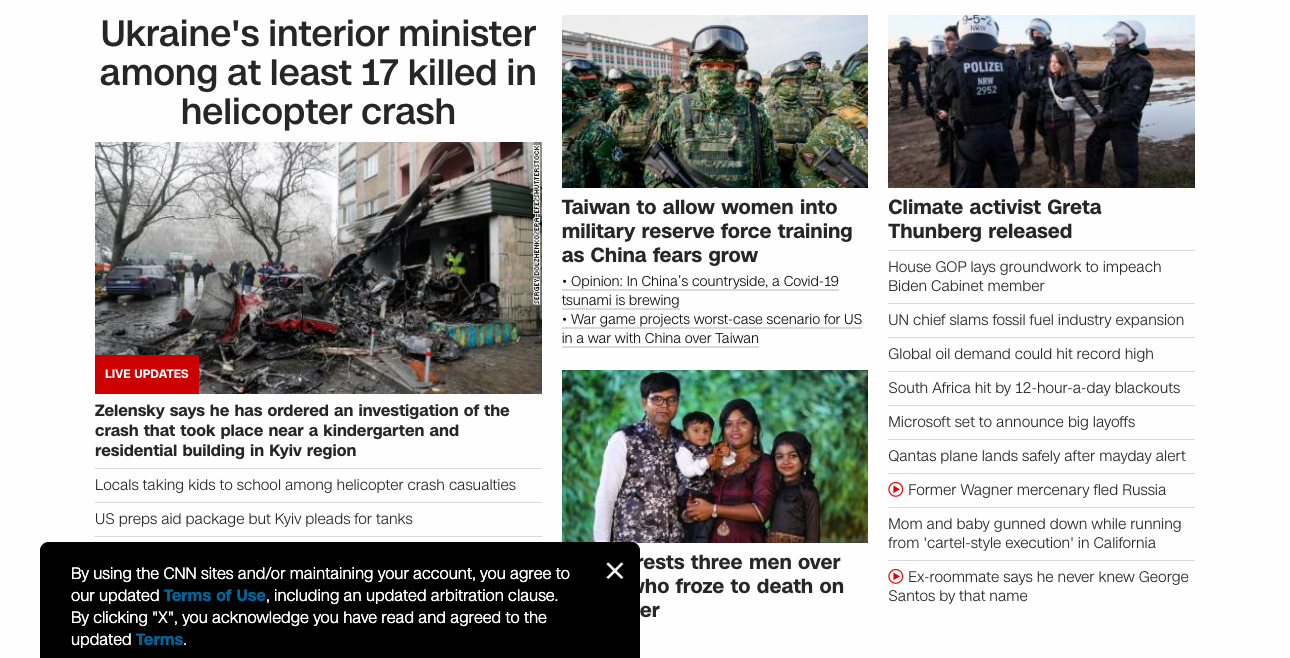 Ukraine's interior minister
among at least 17 killed in
helicopter crash
SERGEY DOLZHENKO/EPA-EFE/SHUTTERSTOCK
LIVE UPDATES
Zelensky says he has ordered an investigation of the
crash that took place near a kindergarten and
residential building in Kyiv region
Locals taking kids to school among helicopter crash casualties
US preps aid package but Kyiv pleads for tanks
Taiwan to allow women into
military reserve force training
as China fears grow
• Opinion: In China's countryside, a Covid-19
tsunami is brewing
• War game projects worst-case scenario for US
in a war with China over Taiwan
three men over
froze to death on
POLIZEI
NRW
2952
Climate activist Greta
Thunberg released
House GOP lays groundwork to impeach
Biden Cabinet member
UN chief slams fossil fuel industry expansion
Global oil demand could hit record high
South Africa hit by 12-hour-a-day blackouts
Microsoft set to announce big layoffs
Qantas plane lands safely after mayday alert
Former Wagner mercenary fled Russia
Mom and baby gunned down while running
from 'cartel-style execution' in California
Ex-roommate says he never knew George
Santos by that name
By using the CNN sites and/or maintaining your account, you agree to
our updated Terms of Use, including an updated arbitration clause.
By clicking "X", you acknowledge you have read and agreed to the
updated Terms.